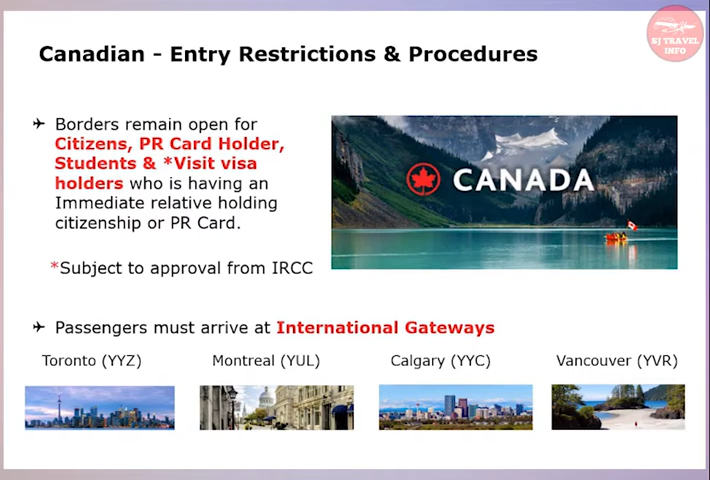 SJ TRAVEL
INFO
Canadian - Entry Restrictions & Procedures
Borders remain open for
Citizens, PR Card Holder,
Students & *Visit visa
holders who is having an
Immediate relative holding
citizenship or PR Card.
*Subject to approval from IRCC
CANADA
Passengers must arrive at International Gateways
Toronto (YYZ)
Montreal (YUL)
Calgary (YYC)
Vancouver (YVR)